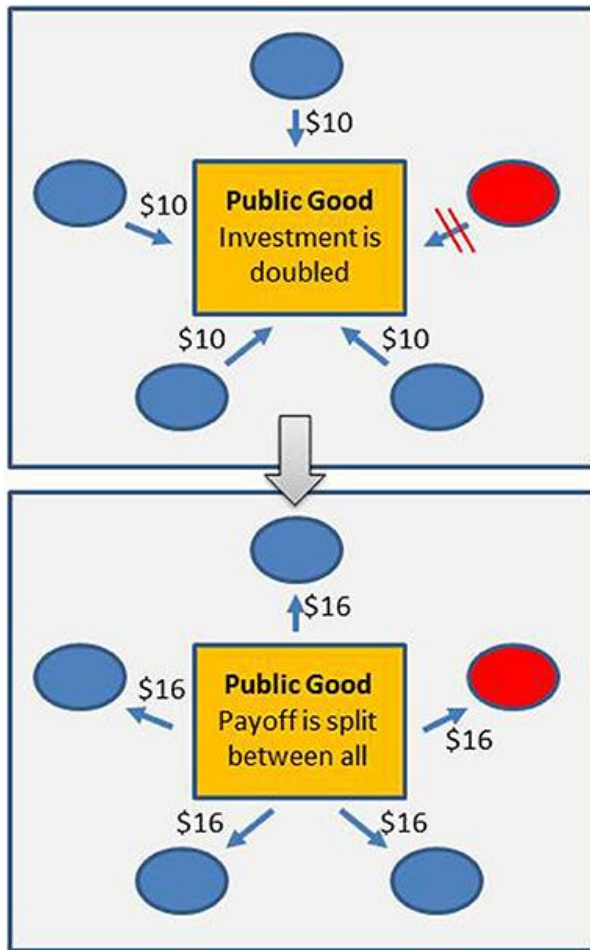 $10
$10
Public Good
Investment is
doubled
$10
$10
$16
$16
Public Good
Payoff is split
between all
$16
$16
$16